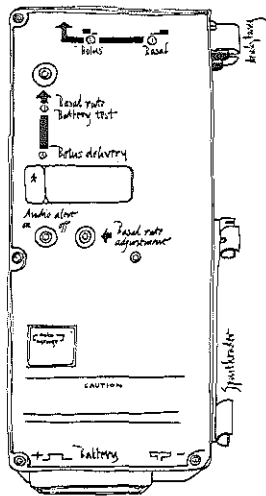 Bolus
Basal
Basal rate
Battery test
Bolus delivery
Audio alert
on
off
Basal rate
adjustment
CAUTION
Battery